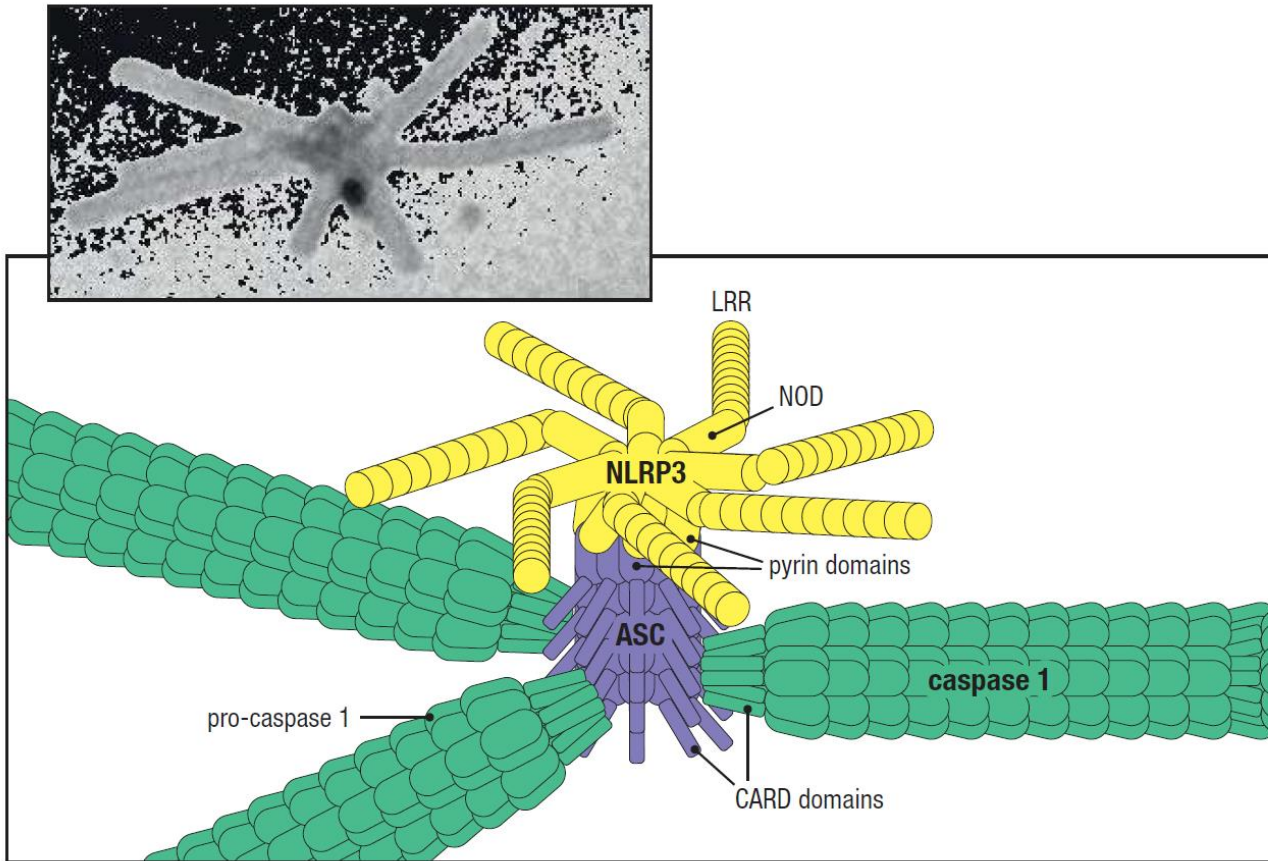 LRR
NOD
NLRP3
pyrin domains
ASC
caspase 1
pro-caspase 1
CARD domains